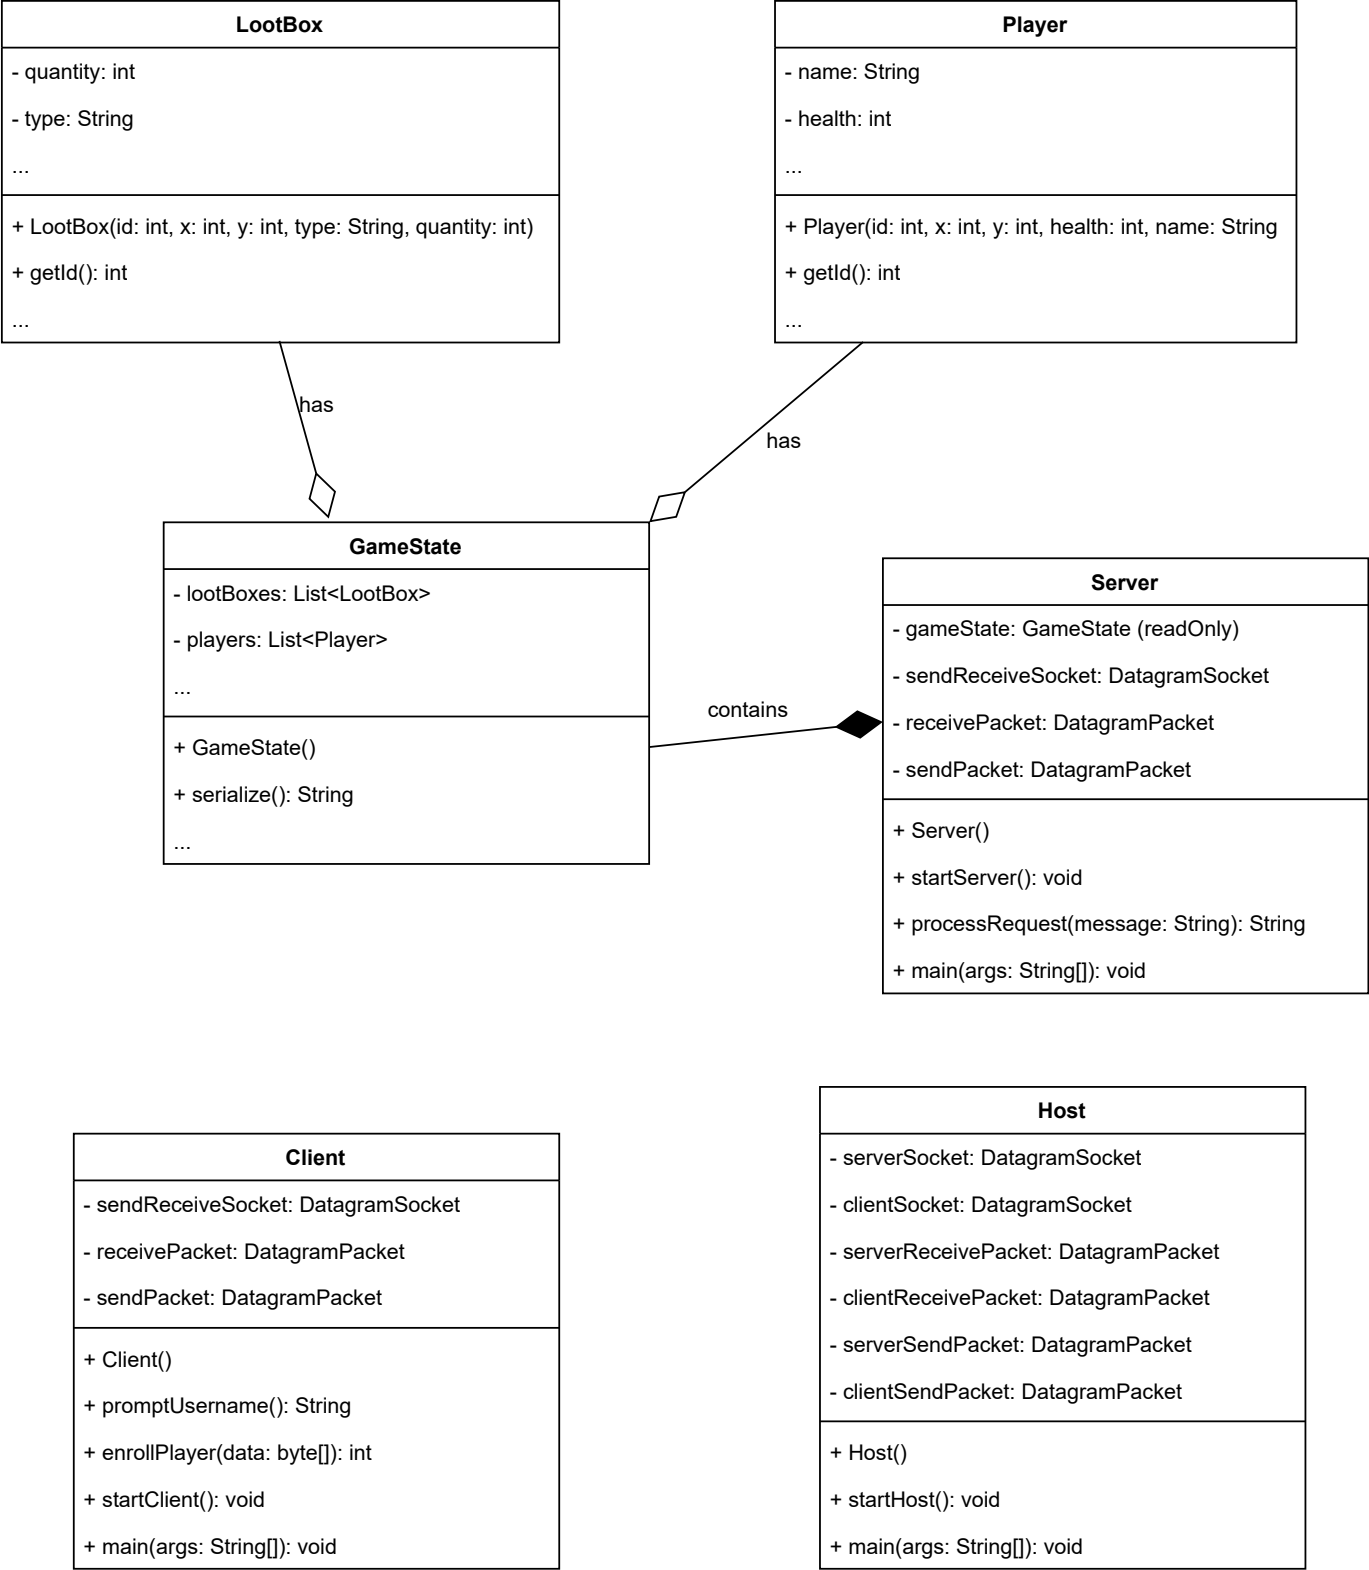 LootBox
- quantity: int
- type: String
...
+ LootBox(id: int, x: int, y: int, type: String, quantity: int)
+ getId(): int
...
Player
- name: String
- health: int
...
+ Player(id: int, x: int, y: int, health: int, name: String
+ getId(): int
...
has
has
GameState
- lootBoxes: List<LootBox>
- players: List<Player>
...
+ GameState()
+ serialize(): String
...
contains
Server
- gameState: GameState (readOnly)
- sendReceiveSocket: DatagramSocket
- receivePacket: DatagramPacket
- sendPacket: DatagramPacket
+ Server()
+ startServer(): void
+ processRequest(message: String): String
+ main(args: String[]): void
Client
- sendReceiveSocket: DatagramSocket
- receivePacket: DatagramPacket
- sendPacket: DatagramPacket
+ Client()
+ promptUsername(): String
+ enrollPlayer(data: byte[]): int
+ startClient(): void
+ main(args: String[]): void
Host
- serverSocket: DatagramSocket
- clientSocket: DatagramSocket
- serverReceivePacket: DatagramPacket
- clientReceivePacket: DatagramPacket
- serverSendPacket: DatagramPacket
- clientSendPacket: DatagramPacket
+ Host()
+ startHost(): void
+ main(args: String[]): void